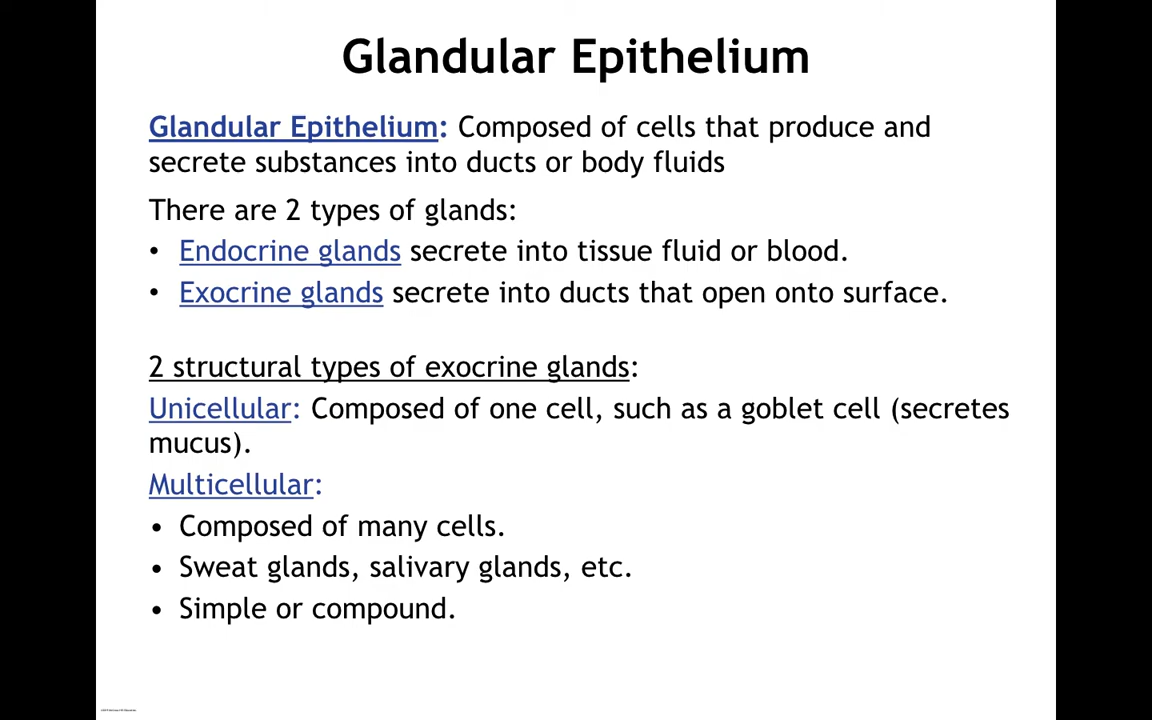 Glandular Epithelium
Glandular Epithelium: Composed of cells that produce and
secrete substances into ducts or body fluids
There are 2 types of glands:
• Endocrine glands secrete into tissue fluid or blood.
• Exocrine glands secrete into ducts that open onto surface.
2 structural types of exocrine glands:
Unicellular: Composed of one cell, such as a goblet cell (secretes
mucus).
Multicellular:
• Composed of many cells.
• Sweat glands, salivary glands, etc.
• Simple or compound.